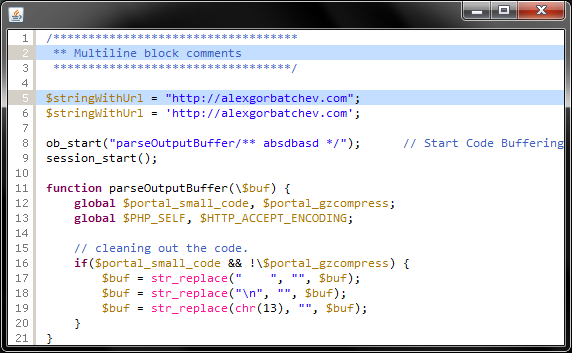 1 /***********************************
2  ** Multiline block comments
3  **********************************/
4
5 $stringWithUrl = "http://alexgorbatchev.com";
6 $stringWithUrl = 'http://alexgorbatchev.com';
7
8 ob_start("parseOutputBuffer/** absdbasd */");      // Start Code Buffering
9 session_start();
10
11 function parseOutputBuffer(\$buf) {
12     global $portal_small_code, $portal_gzcompress;
13     global $PHP_SELF, $HTTP_ACCEPT_ENCODING;
14
15     // cleaning out the code.
16     if($portal_small_code && !\$portal_gzcompress) {
17         $buf = str_replace("    ", "", $buf);
18         $buf = str_replace("\n", "", $buf);
19         $buf = str_replace(chr(13), "", $buf);
20     }
21 }